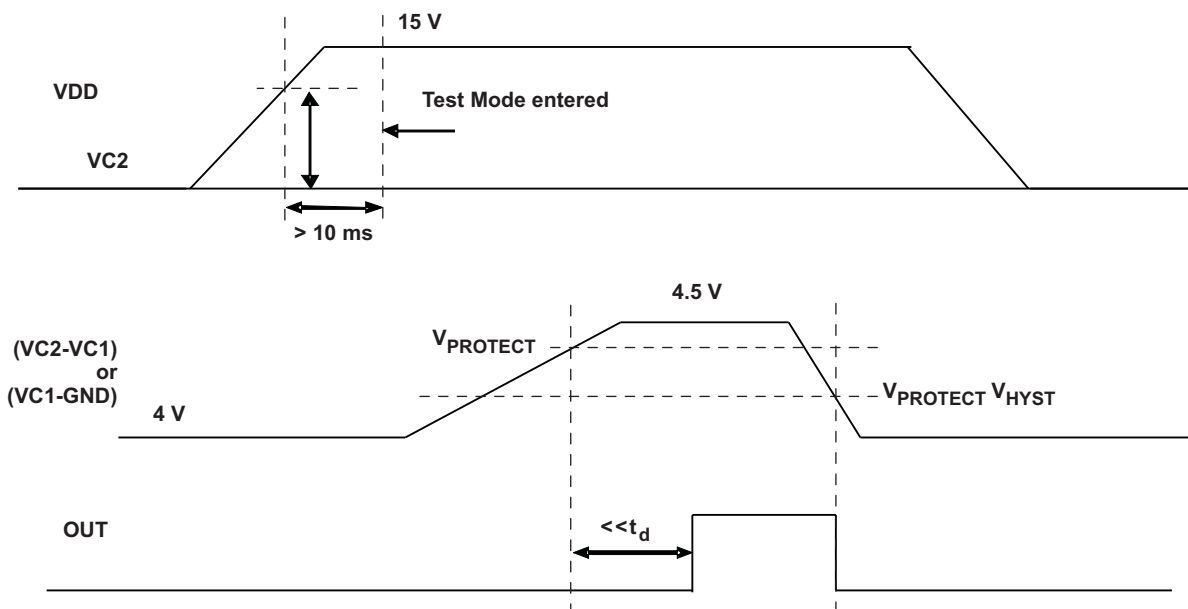 15 V
VDD
Test Mode entered
VC2
> 10 ms
4.5 V
(VC2-VC1)
or
(VC1-GND)
VPROTECT
VPROTECT VHYST
4 V
OUT
<<td